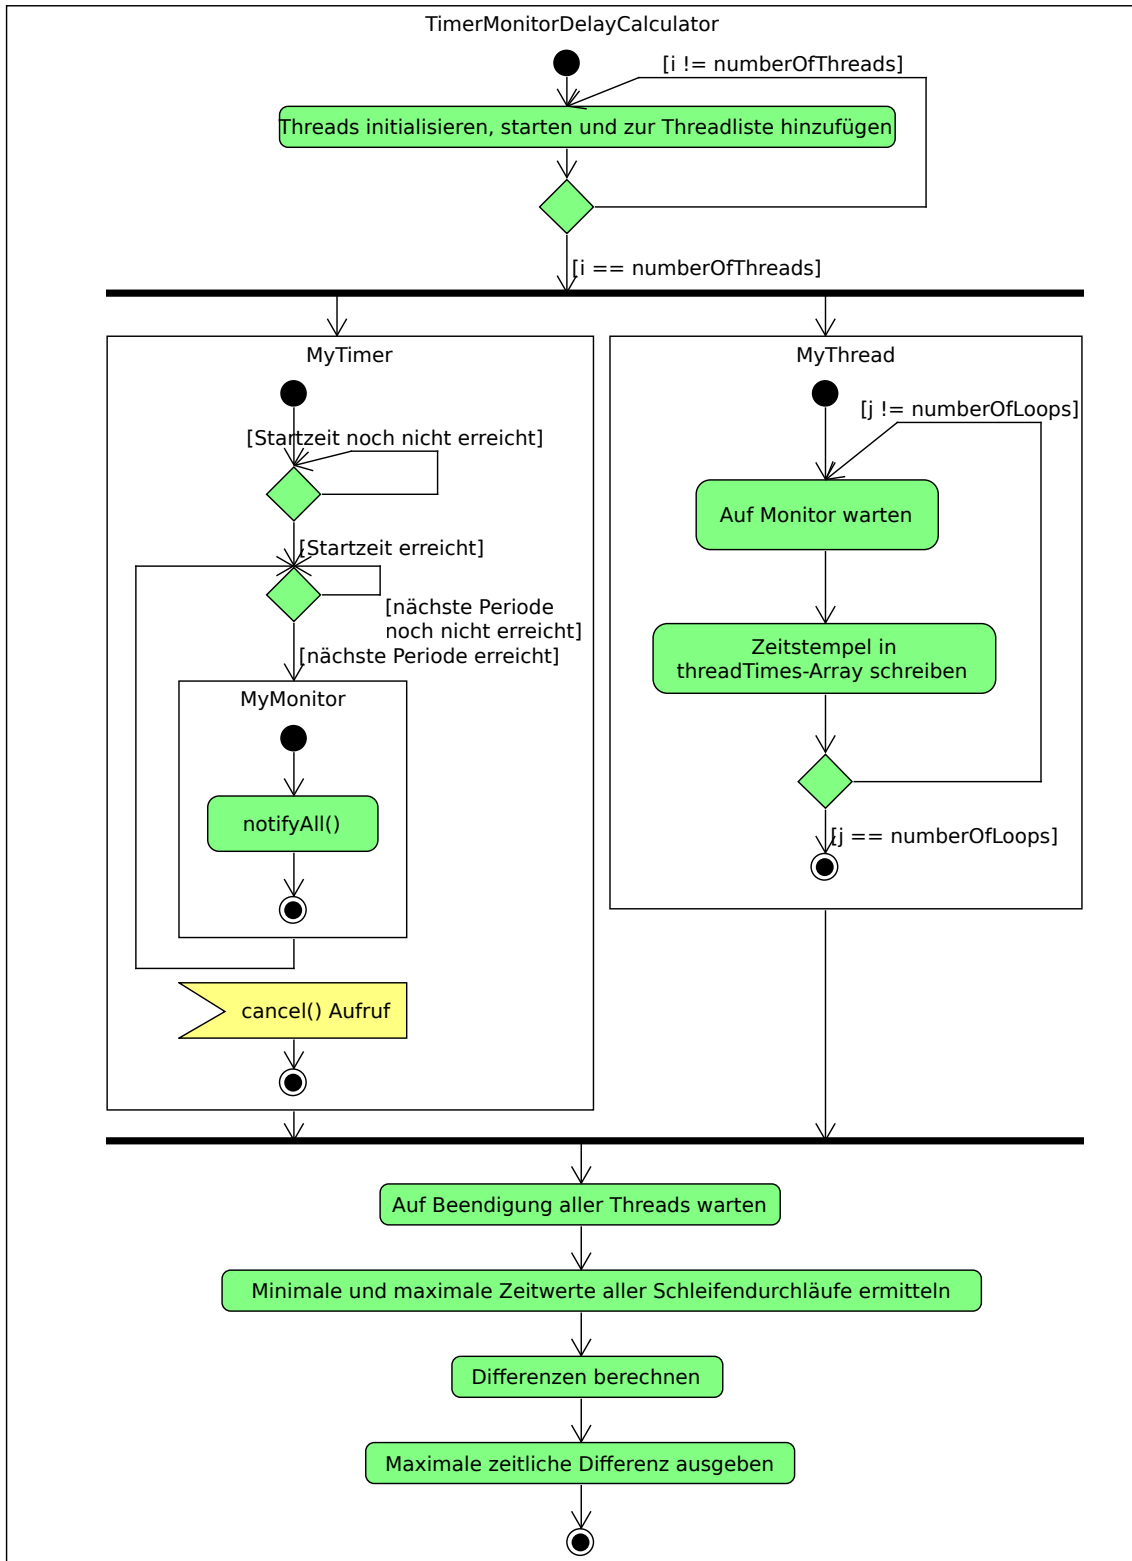 TimerMonitorDelayCalculator
[i != numberOfThreads]
Threads initialisieren, starten und zur Threadliste hinzufügen
[i == numberOfThreads]
MyTimer
[Startzeit noch nicht erreicht]
[Startzeit erreicht]
[nächste Periode
noch nicht erreicht]
[nächste Periode erreicht]
MyMonitor
notifyAll()
cancel() Aufruf
MyThread
[j != numberOfLoops]
Auf Monitor warten
Zeitstempel in
threadTimes-Array schreiben
[j == numberOfLoops]
Auf Beendigung aller Threads warten
Minimale und maximale Zeitwerte aller Schleifendurchläufe ermitteln
Differenzen berechnen
Maximale zeitliche Differenz ausgeben